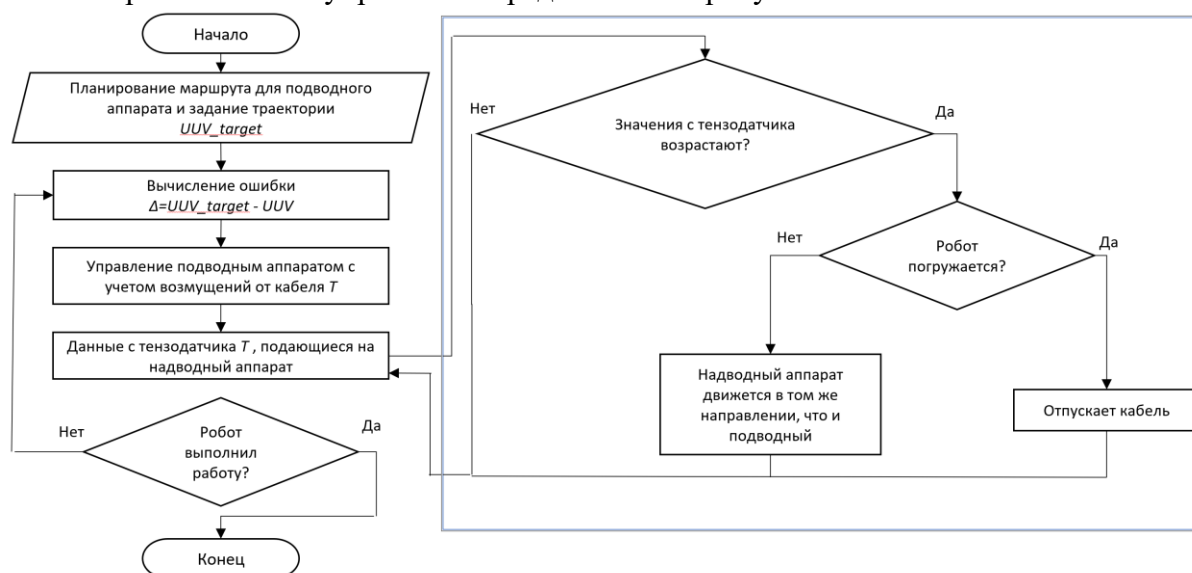 Начало
Планирование маршрута для подводного
аппарата и задание траектории
UUV_target
Вычисление ошибки
Δ=UUV_target - UUV
Управление подводным аппаратом с
учетом возмущений от кабеля T
Данные с тензодатчика T , подающиеся на
надводный аппарат
Нет
Робот
выполнил
работу?
Да
Конец
Нет
Значения с тензодатчика
возрастают?
Да
Нет
Робот
погружается?
Да
Надводный аппарат
движется в том же
направлении, что и
подводный
Отпускает кабель